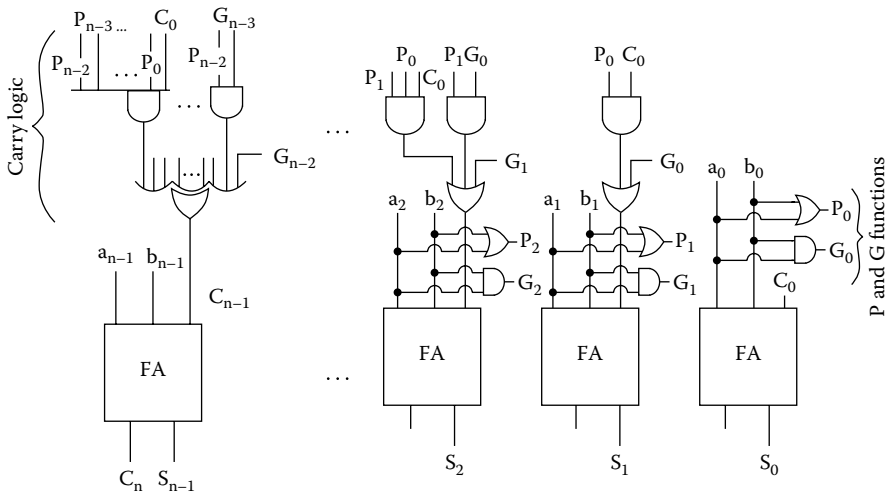 Carry logic
P_{n−3} ... C_0 G_{n−3}
P_{n−2} ... P_0 P_{n−2}
...
...
G_{n−2}
a_{n−1} b_{n−1}
C_{n−1}
FA
C_n S_{n−1}
...
...
P_0 P_1G_0
P_1 C_0
G_1
a_2 b_2
P_2
G_2
FA
S_2
P_0 C_0
G_0
a_1 b_1
P_1
G_1
FA
S_1
a_0 b_0
P_0
G_0
C_0
FA
S_0
P and G functions